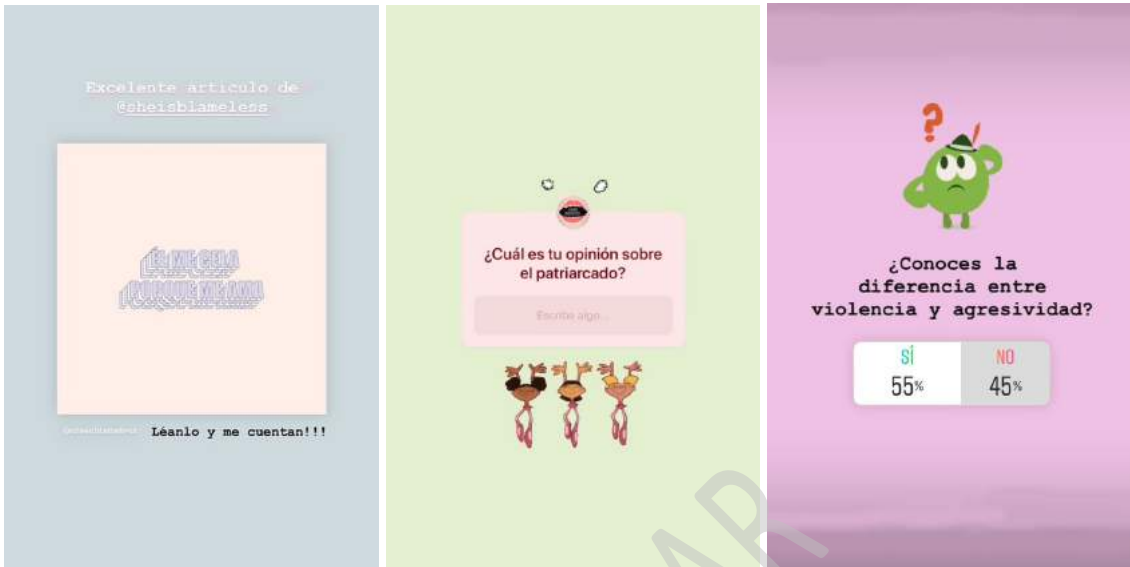 Excelente artículo de
@sheisblameless
ÉL ME CELA
PORQUE ME AMA
Léanlo y me cuentan!!!
¿Cuál es tu opinión sobre
el patriarcado?
Escribe algo...
?
¿Conoces la
diferencia entre
violencia y agresividad?
SÍ NO
55% 45%
AR